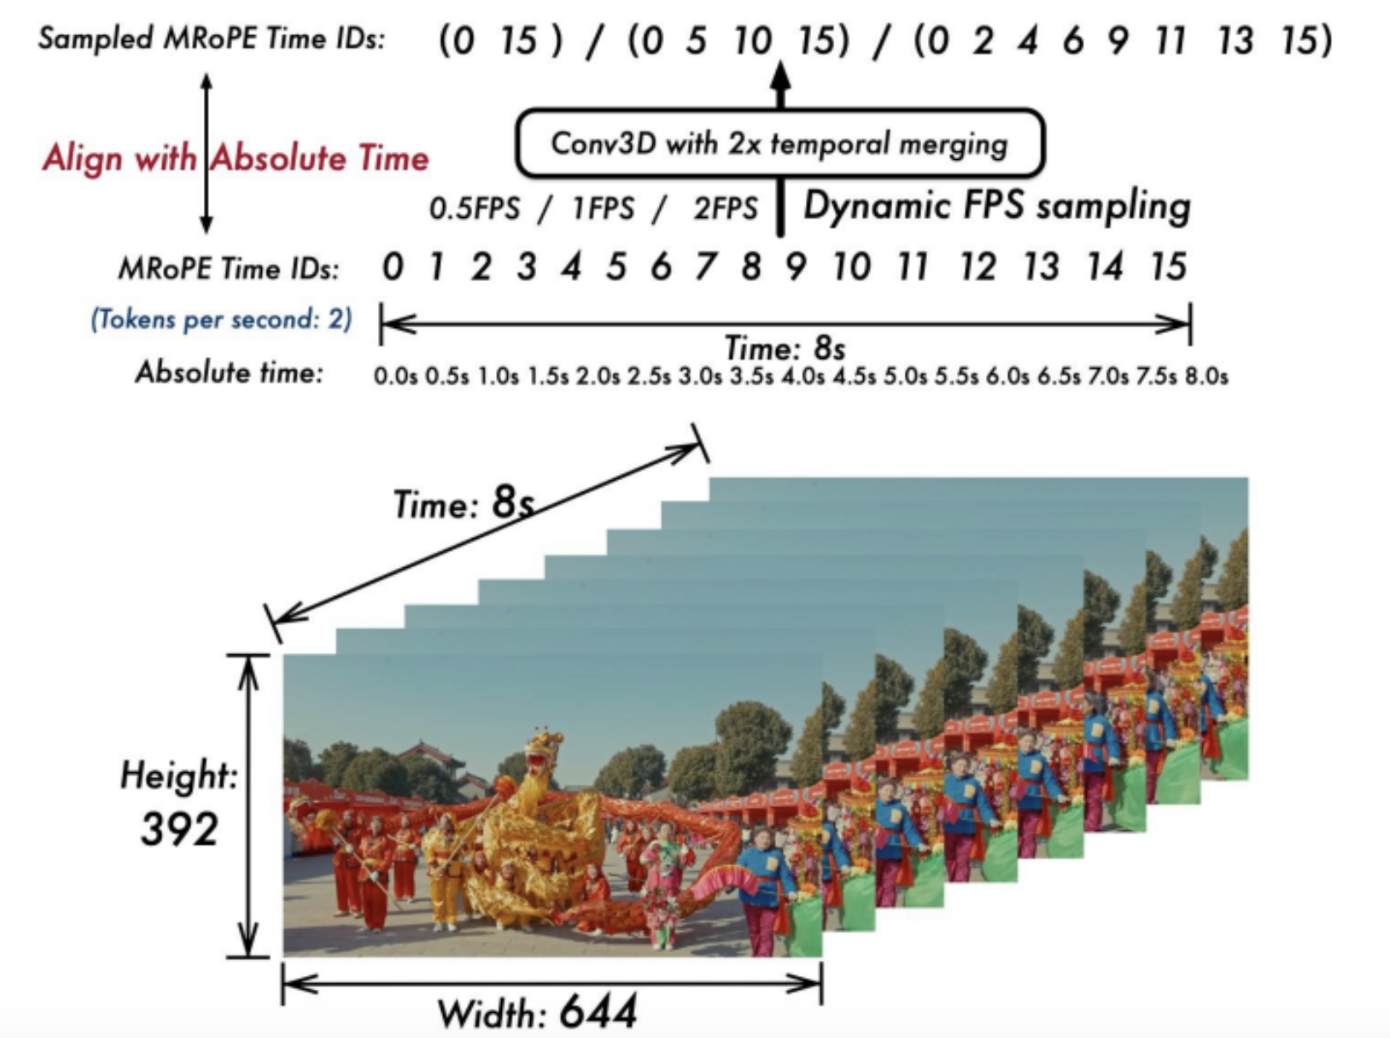 Sampled MRoPE Time IDs: (0 15 ) / (0 5 10 15) / (0 2 4 6 9 11 13 15)
Conv3D with 2x temporal merging
Align with Absolute Time
0.5FPS / 1FPS / 2FPS Dynamic FPS sampling
MRoPE Time IDs: 0 1 2 3 4 5 6 7 8 9 10 11 12 13 14 15
(Tokens per second: 2)
Time: 8s
Absolute time: 0.0s 0.5s 1.0s 1.5s 2.0s 2.5s 3.0s 3.5s 4.0s 4.5s 5.0s 5.5s 6.0s 6.5s 7.0s 7.5s 8.0s
Time: 8s
Height:
392
Width: 644